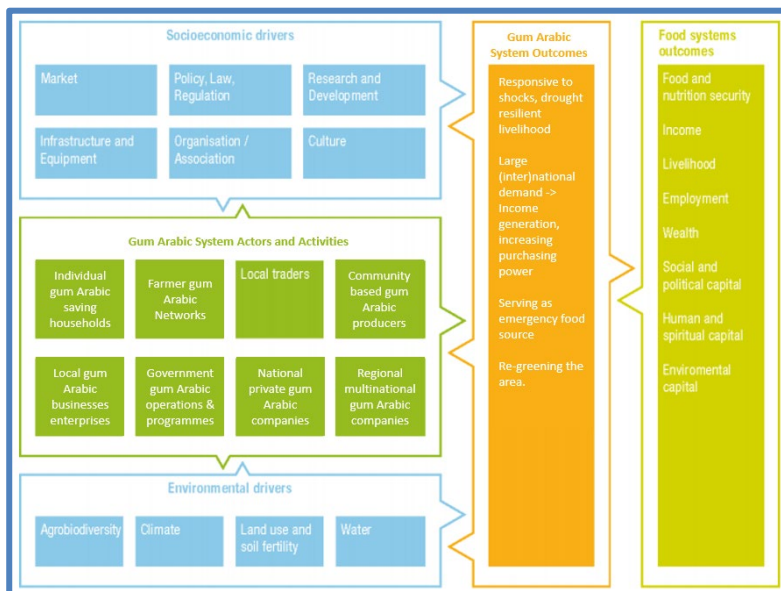 Socioeconomic drivers
Market
Policy, Law,
Regulation
Research and
Development
Infrastructure and
Equipment
Organisation /
Association
Culture
Gum Arabic System Actors and Activities
Individual
gum Arabic
saving
households
Farmer gum
Arabic
Networks
Local traders
Community
based gum
Arabic
producers
Local gum
Arabic
businesses
enterprises
Government
gum Arabic
operations &
programmes
National
private gum
Arabic
companies
Regional
multinational
gum Arabic
companies
Environmental drivers
Agrobiodiversity
Climate
Land use and
soil fertility
Water
Gum Arabic
System Outcomes
Responsive to
shocks, drought
resilient
livelihood
Large
(inter)national
demand ->
Income
generation,
increasing
purchasing
power
Serving as
emergency food
source
Re-greening the
area.
Food systems
outcomes
Food and
nutrition security
Income
Livelihood
Employment
Wealth
Social and
political capital
Human and
spiritual capital
Enviromental
capital